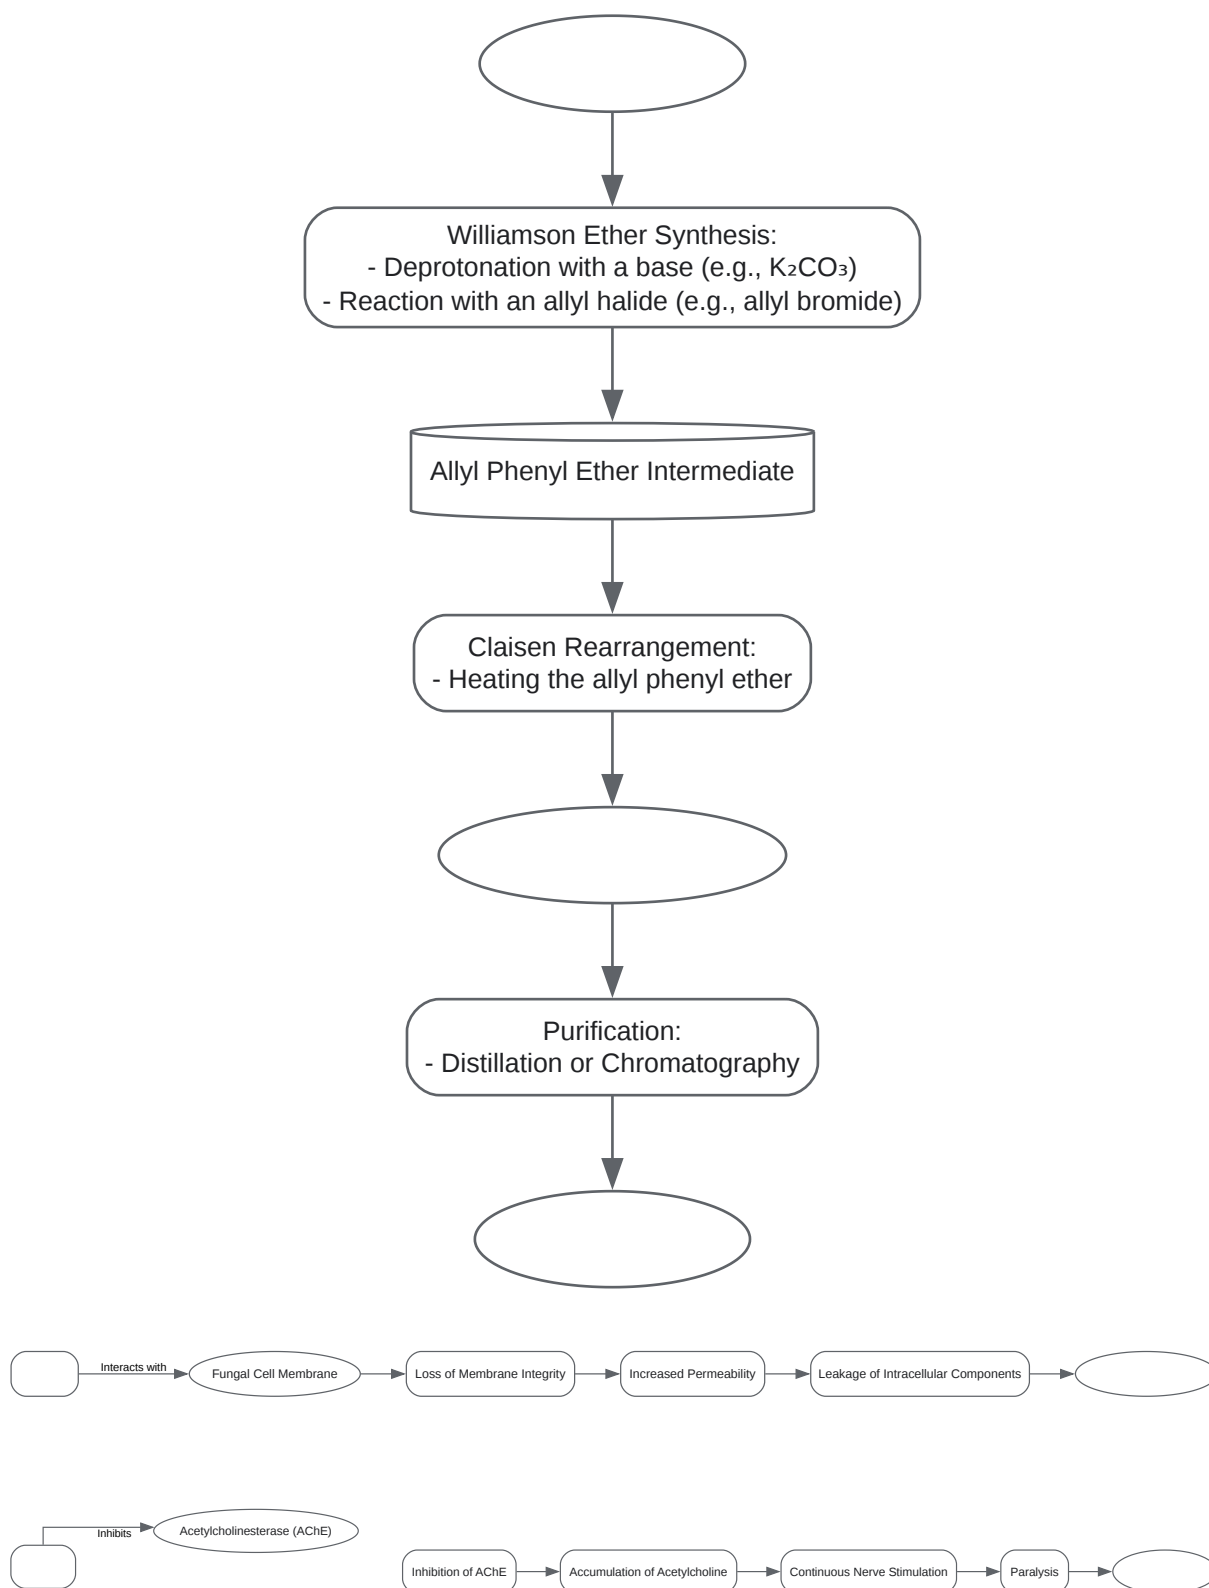 Williamson Ether Synthesis:
- Deprotonation with a base (e.g., K₂CO₃)
- Reaction with an allyl halide (e.g., allyl bromide)
Allyl Phenyl Ether Intermediate
Claisen Rearrangement:
- Heating the allyl phenyl ether
Purification:
- Distillation or Chromatography
Interacts with
Fungal Cell Membrane
Loss of Membrane Integrity
Increased Permeability
Leakage of Intracellular Components
Inhibits
Acetylcholinesterase (AChE)
Inhibition of AChE
Accumulation of Acetylcholine
Continuous Nerve Stimulation
Paralysis